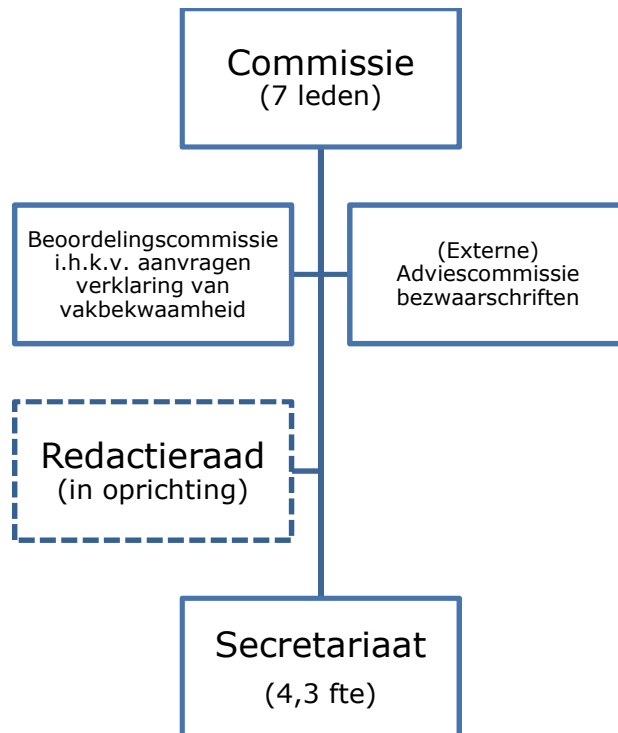 Commissie
(7 leden)
Beoordelingscommissie
i.h.k.v. aanvragen
verklaring van
vakbekwaamheid
(Externe)
Adviescommissie
bezwaarschriften
Redactieraad
(in oprichting)
Secretariaat
(4,3 fte)